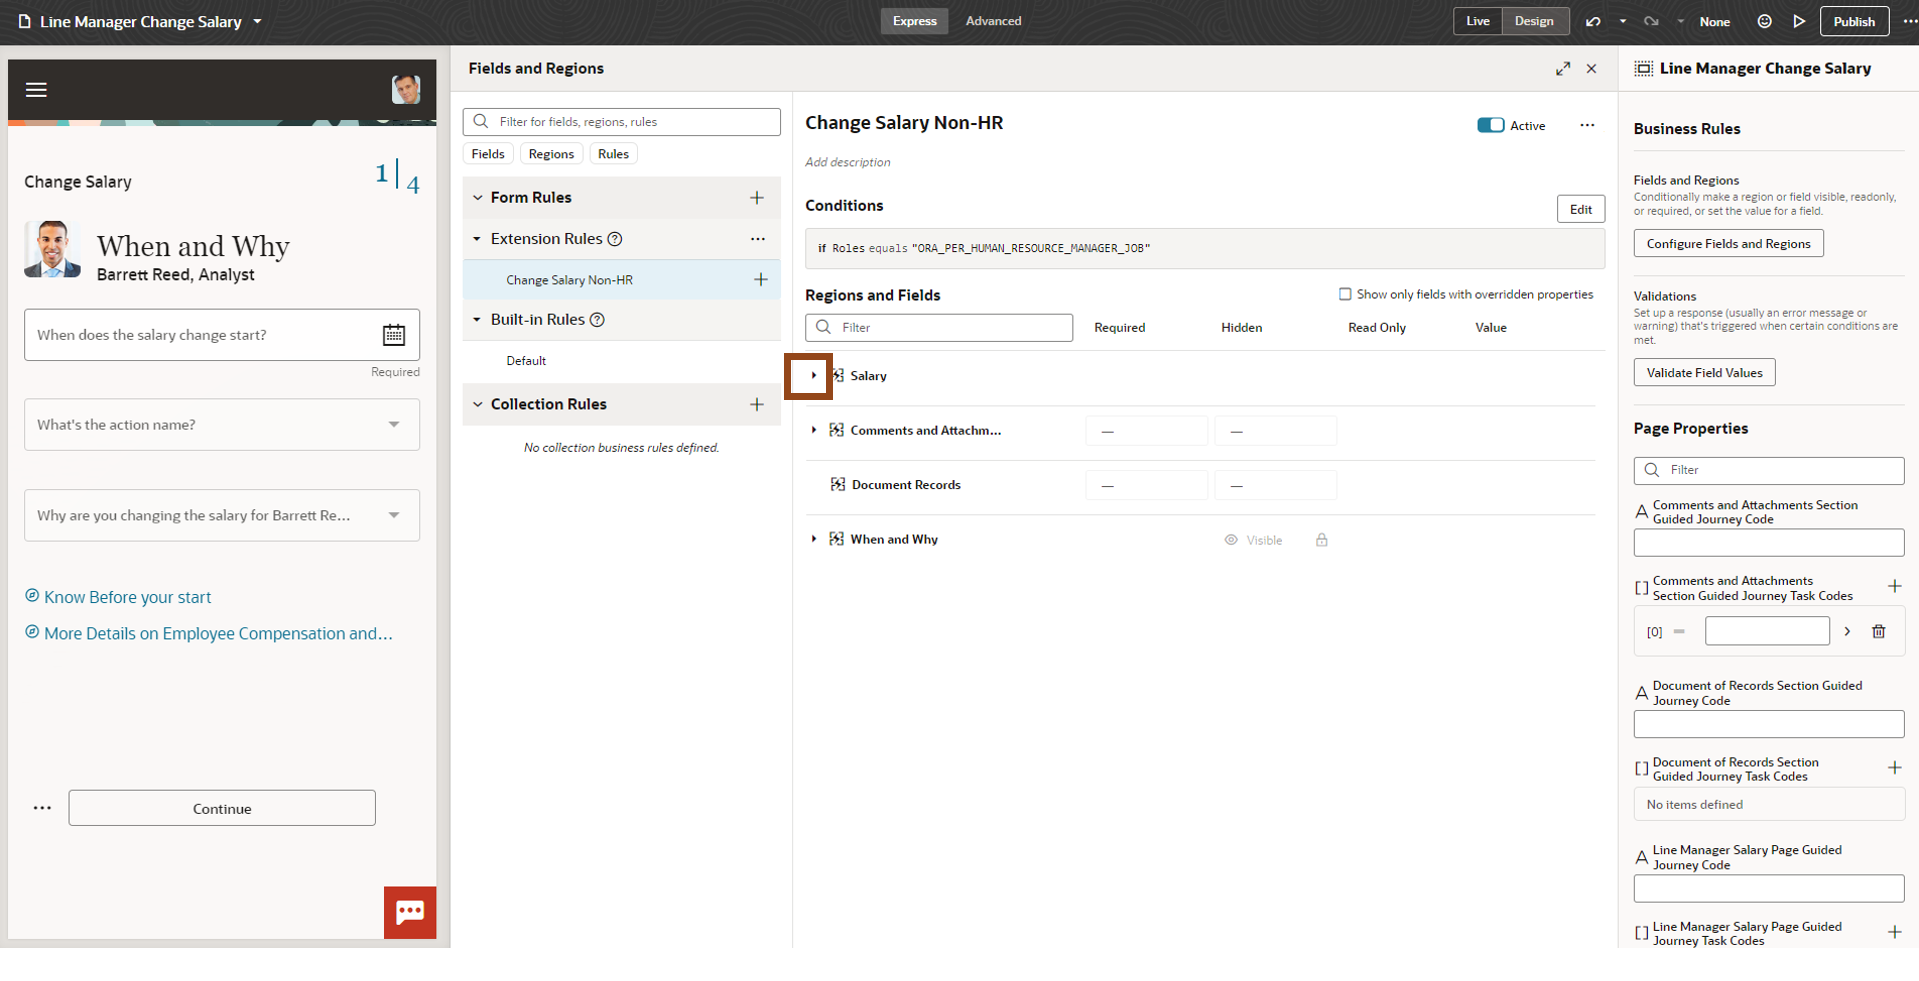 Line Manager Change Salary
Express
Advanced
Live
Design
None
Publish
Change Salary
1
4
When and Why
Barrett Reed, Analyst
When does the salary change start?
Required
What's the action name?
Why are you changing the salary for Barrett Re...
Know Before your start
More Details on Employee Compensation and...
Continue
Fields and Regions
Filter for fields, regions, rules
Fields
Regions
Rules
Form Rules
Extension Rules
Change Salary Non-HR
Built-in Rules
Default
Collection Rules
No collection business rules defined.
Change Salary Non-HR
Active
Add description
Conditions
Edit
if Roles equals "ORA_PER_HUMAN_RESOURCE_MANAGER_JOB"
Regions and Fields
Show only fields with overridden properties
Filter
Required
Hidden
Read Only
Value
Salary
Comments and Attachm...
—
—
Document Records
—
—
When and Why
Visible
Line Manager Change Salary
Business Rules
Fields and Regions
Conditionally make a region or field visible, readonly,
or required, or set the value for a field.
Configure Fields and Regions
Validations
Set up a response (usually an error message or
warning) that's triggered when certain conditions are
met.
Validate Field Values
Page Properties
Filter
Comments and Attachments Section
Guided Journey Code
Comments and Attachments
Section Guided Journey Task Codes
[0]
Document of Records Section Guided
Journey Code
Document of Records Section
Guided Journey Task Codes
No items defined
Line Manager Salary Page Guided
Journey Code
Line Manager Salary Page Guided
Journey Task Codes